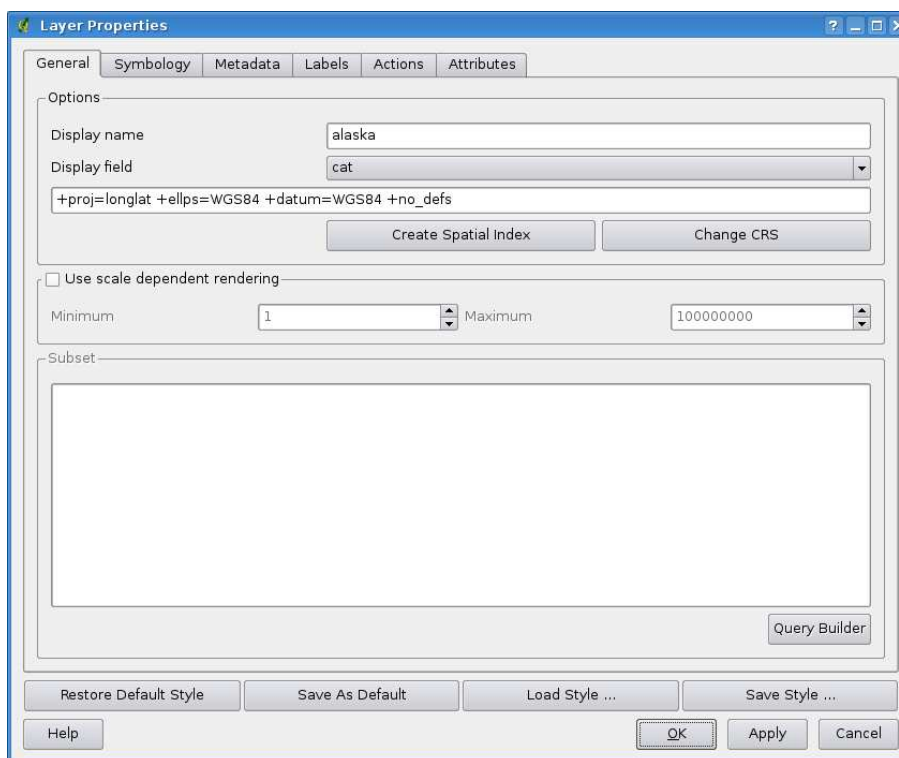 Layer Properties
General Symbology Metadata Labels Actions Attributes
Options
Display name alaska
Display field cat
+proj=longlat +ellps=WGS84 +datum=WGS84 +no_defs
Create Spatial Index Change CRS
Use scale dependent rendering
Minimum 1 Maximum 100000000
Subset
Query Builder
Restore Default Style Save As Default Load Style ... Save Style ...
Help OK Apply Cancel